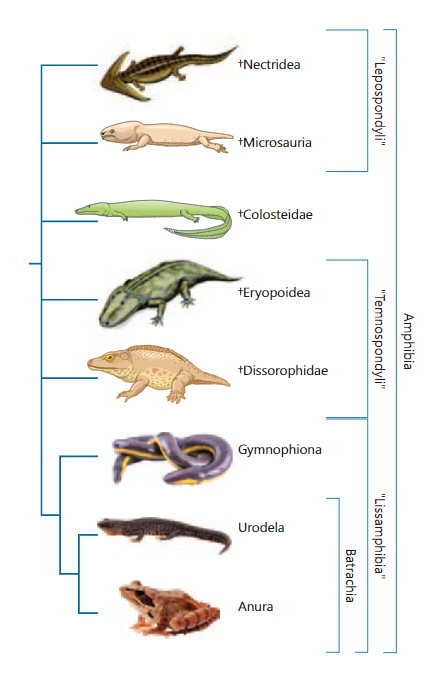 †Nectridea
†Microsauria
†Colosteidae
†Eryopoidea
†Dissorophidae
Gymnophiona
Urodela
Anura
"Lepospondyli"
"Temnospondyli"
"Lissamphibia"
Batrachia
Amphibia